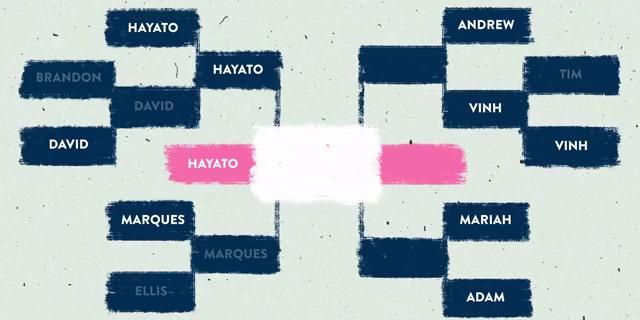 HAYATO
ANDREW
BRANDON
HAYATO
TIM
DAVID
VINH
DAVID
VINH
HAYATO
MARQUES
MARIAH
MARQUES
ELLIS
ADAM